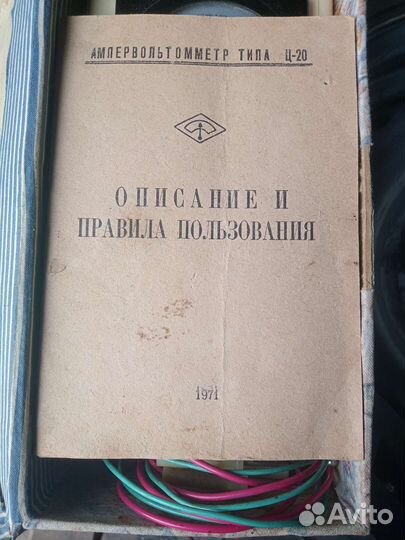 АМПЕРВОЛЬТОММЕТР ТИПА Ц-20
ОПИСАНИЕ И
ПРАВИЛА ПОЛЬЗОВАНИЯ
1971
Avito